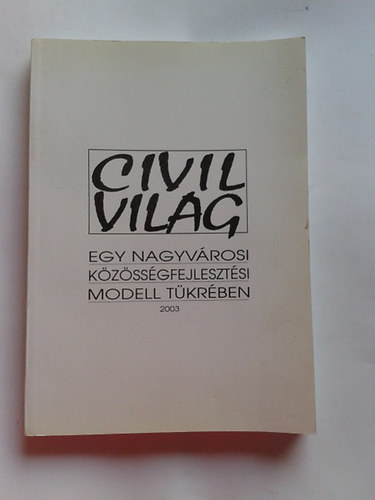 CIVIL
VILÁG
EGY NAGYVÁROSI
KÖZÖSSÉGFEJLESZTÉSI
MODELL TÜKRÉBEN
2003